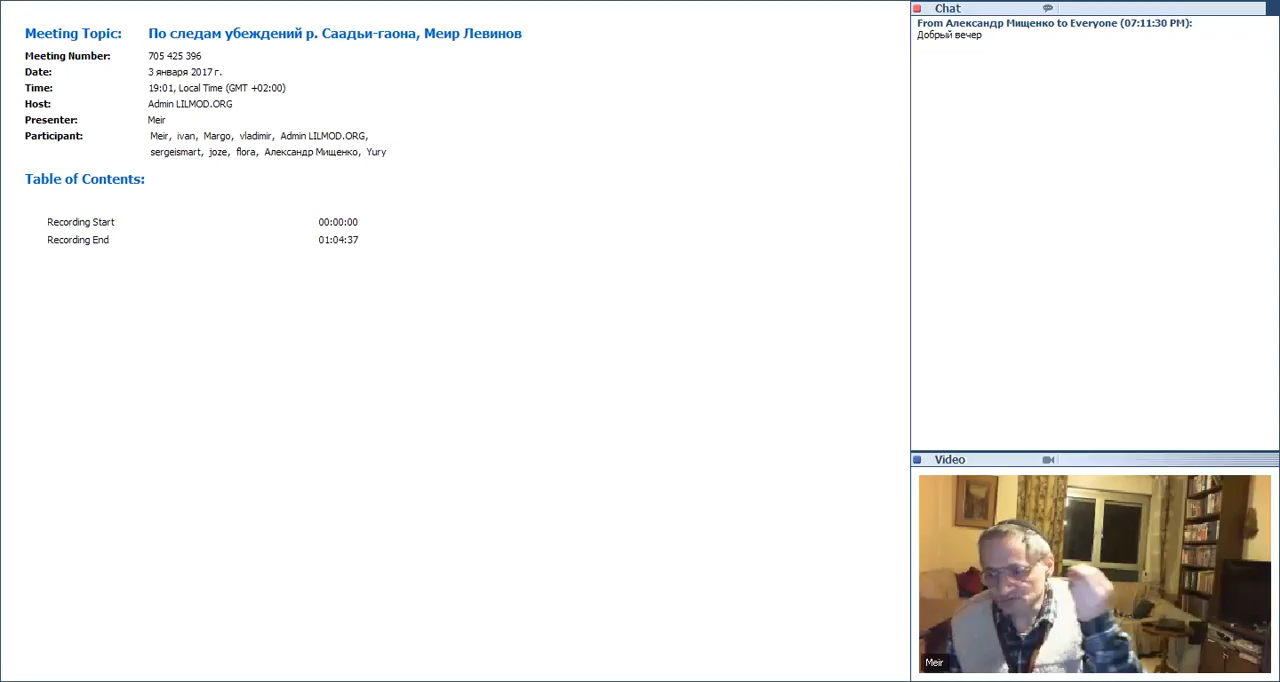 Meeting Topic: По следам убеждений р. Саадьи-гаона, Меир Левинов
Meeting Number: 705 425 396
Date: 3 января 2017 г.
Time: 19:01, Local Time (GMT +02:00)
Host: Admin LILMOD.ORG
Presenter: Meir
Participant: Meir, ivan, Margo, vladimir, Admin LILMOD.ORG,
sergeismart, joze, flora, Александр Мищенко, Yury
Table of Contents:
Recording Start 00:00:00
Recording End 01:04:37
Chat
From Александр Мищенко to Everyone (07:11:30 PM):
Добрый вечер
Video
Meir